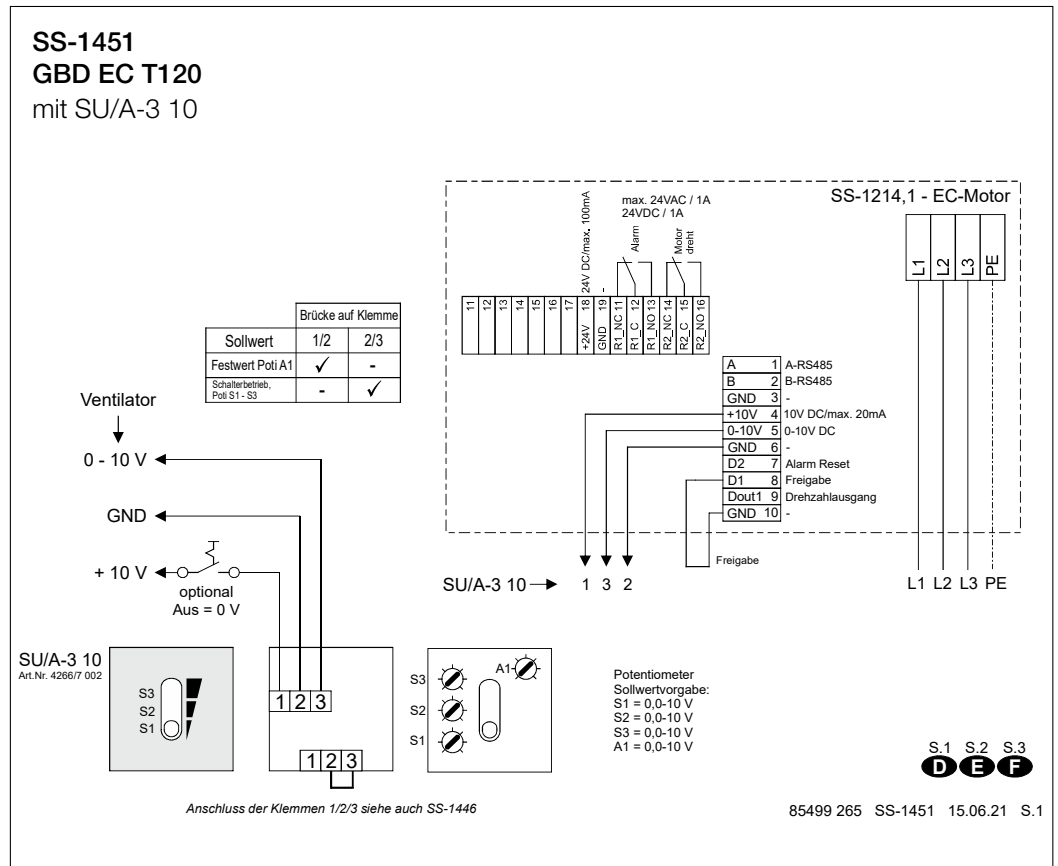 SS-1451
GBD EC T120
mit SU/A-3 10
SS-1214,1 - EC-Motor
max. 24VAC / 1A
24VDC / 1A
24V DC/max. 100mA
-
Alarm
Motor
dreht
11
12
13
14
15
16
17
+24V 18
GND 19
R1_NC 11
R1_C 12
R1_NO 13
R2_NC 14
R2_C 15
R2_NO 16
L1
L2
L3
PE
Brücke auf Klemme
Sollwert 1/2 2/3
Festwert Poti A1 ✓ -
Schalterbetrieb,
Poti S1 - S3
- ✓
A 1 A-RS485
B 2 B-RS485
GND 3 -
+10V 4 10V DC/max. 20mA
0-10V 5 0-10V DC
GND 6 -
D2 7 Alarm Reset
D1 8 Freigabe
Dout1 9 Drehzahlausgang
GND 10 -
Freigabe
Ventilator
0 - 10 V
GND
+ 10 V
optional
Aus = 0 V
SU/A-3 10
1 3 2
L1 L2 L3 PE
SU/A-3 10
Art.Nr. 4266/7 002
S3
S2
S1
1 2 3
1 2 3
S3
S2
S1
A1
Potentiometer
Sollwertvorgabe:
S1 = 0,0-10 V
S2 = 0,0-10 V
S3 = 0,0-10 V
A1 = 0,0-10 V
S.1 S.2 S.3
D E F
Anschluss der Klemmen 1/2/3 siehe auch SS-1446
85499 265 SS-1451 15.06.21 S.1